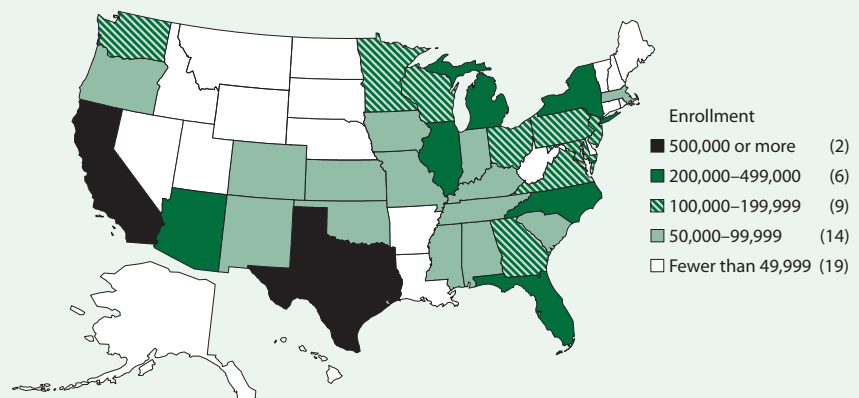 Enrollment
500,000 or more (2)
200,000–499,000 (6)
100,000–199,999 (9)
50,000–99,999 (14)
Fewer than 49,999 (19)